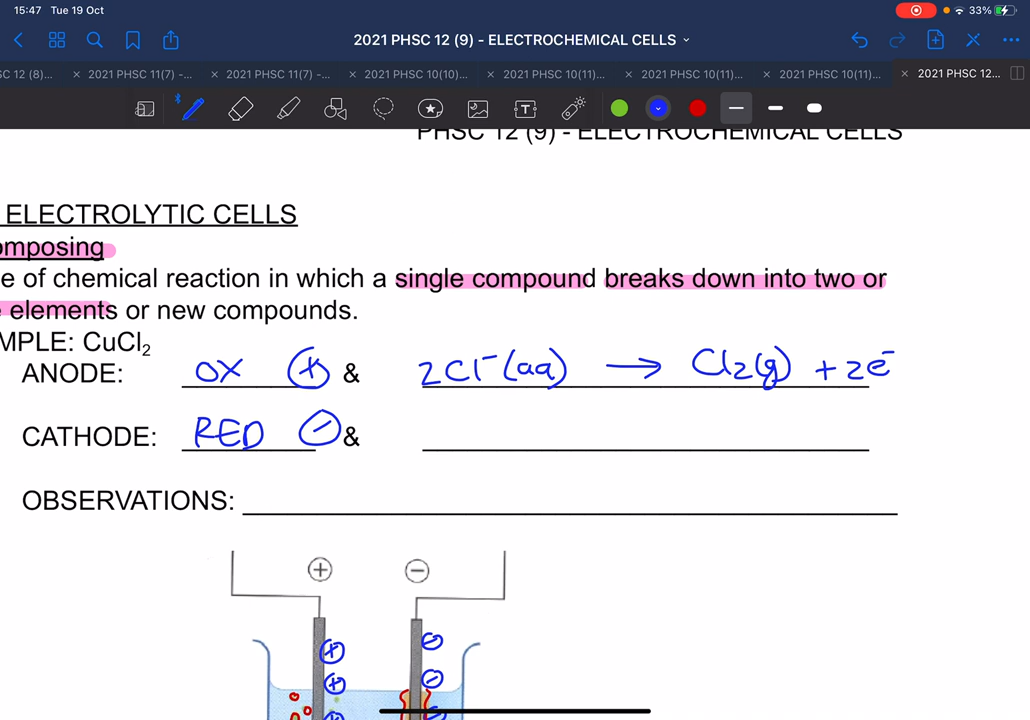 15:47 Tue 19 Oct 33%
2021 PHSC 12 (9) - ELECTROCHEMICAL CELLS
SC 12 (8)... × 2021 PHSC 11(7) -... × 2021 PHSC 11(7) -... × 2021 PHSC 10(10)... × 2021 PHSC 10(11)... × 2021 PHSC 10(11)... × 2021 PHSC 10(11)... × 2021 PHSC 12...
PHSC 12 (9) - ELECTROCHEMICAL CELLS
ELECTROLYTIC CELLS
omposing
e of chemical reaction in which a single compound breaks down into two or
e elements or new compounds.
MPLE: CuCl₂
ANODE: OX ⊕ & 2Cl⁻(aq) → Cl₂(g) + 2e⁻
CATHODE: RED ⊖ &
OBSERVATIONS:
⊕ ⊖
⊕ ⊖
⊕ ⊖